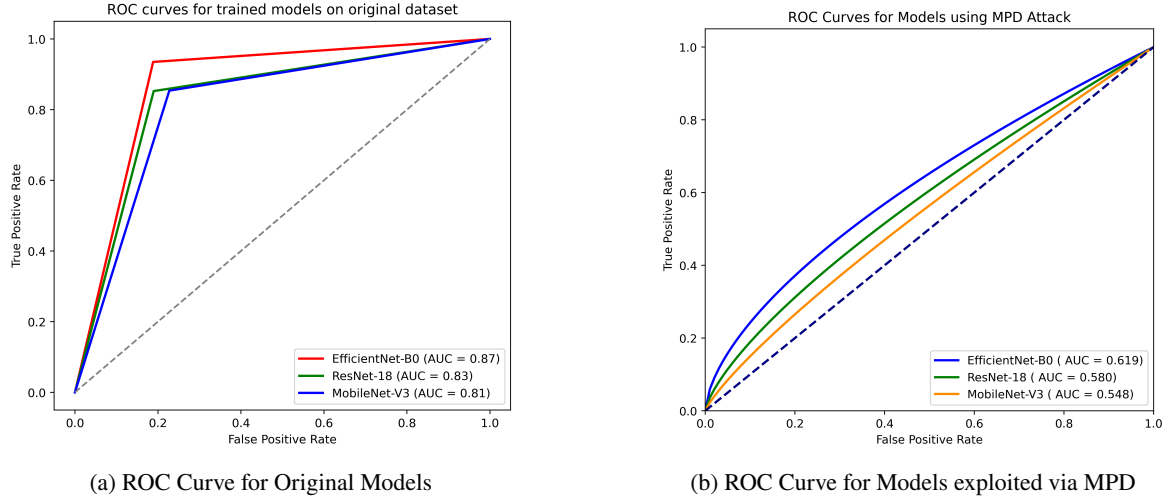 ROC curves for trained models on original dataset
True Positive Rate
1.0
0.8
0.6
0.4
0.2
0.0
0.0 0.2 0.4 0.6 0.8 1.0
False Positive Rate
EfficientNet-B0 (AUC = 0.87)
ResNet-18 (AUC = 0.83)
MobileNet-V3 (AUC = 0.81)
(a) ROC Curve for Original Models
ROC Curves for Models using MPD Attack
True Positive Rate
1.0
0.8
0.6
0.4
0.2
0.0
0.0 0.2 0.4 0.6 0.8 1.0
False Positive Rate
EfficientNet-B0 ( AUC = 0.619)
ResNet-18 ( AUC = 0.580)
MobileNet-V3 ( AUC = 0.548)
(b) ROC Curve for Models exploited via MPD